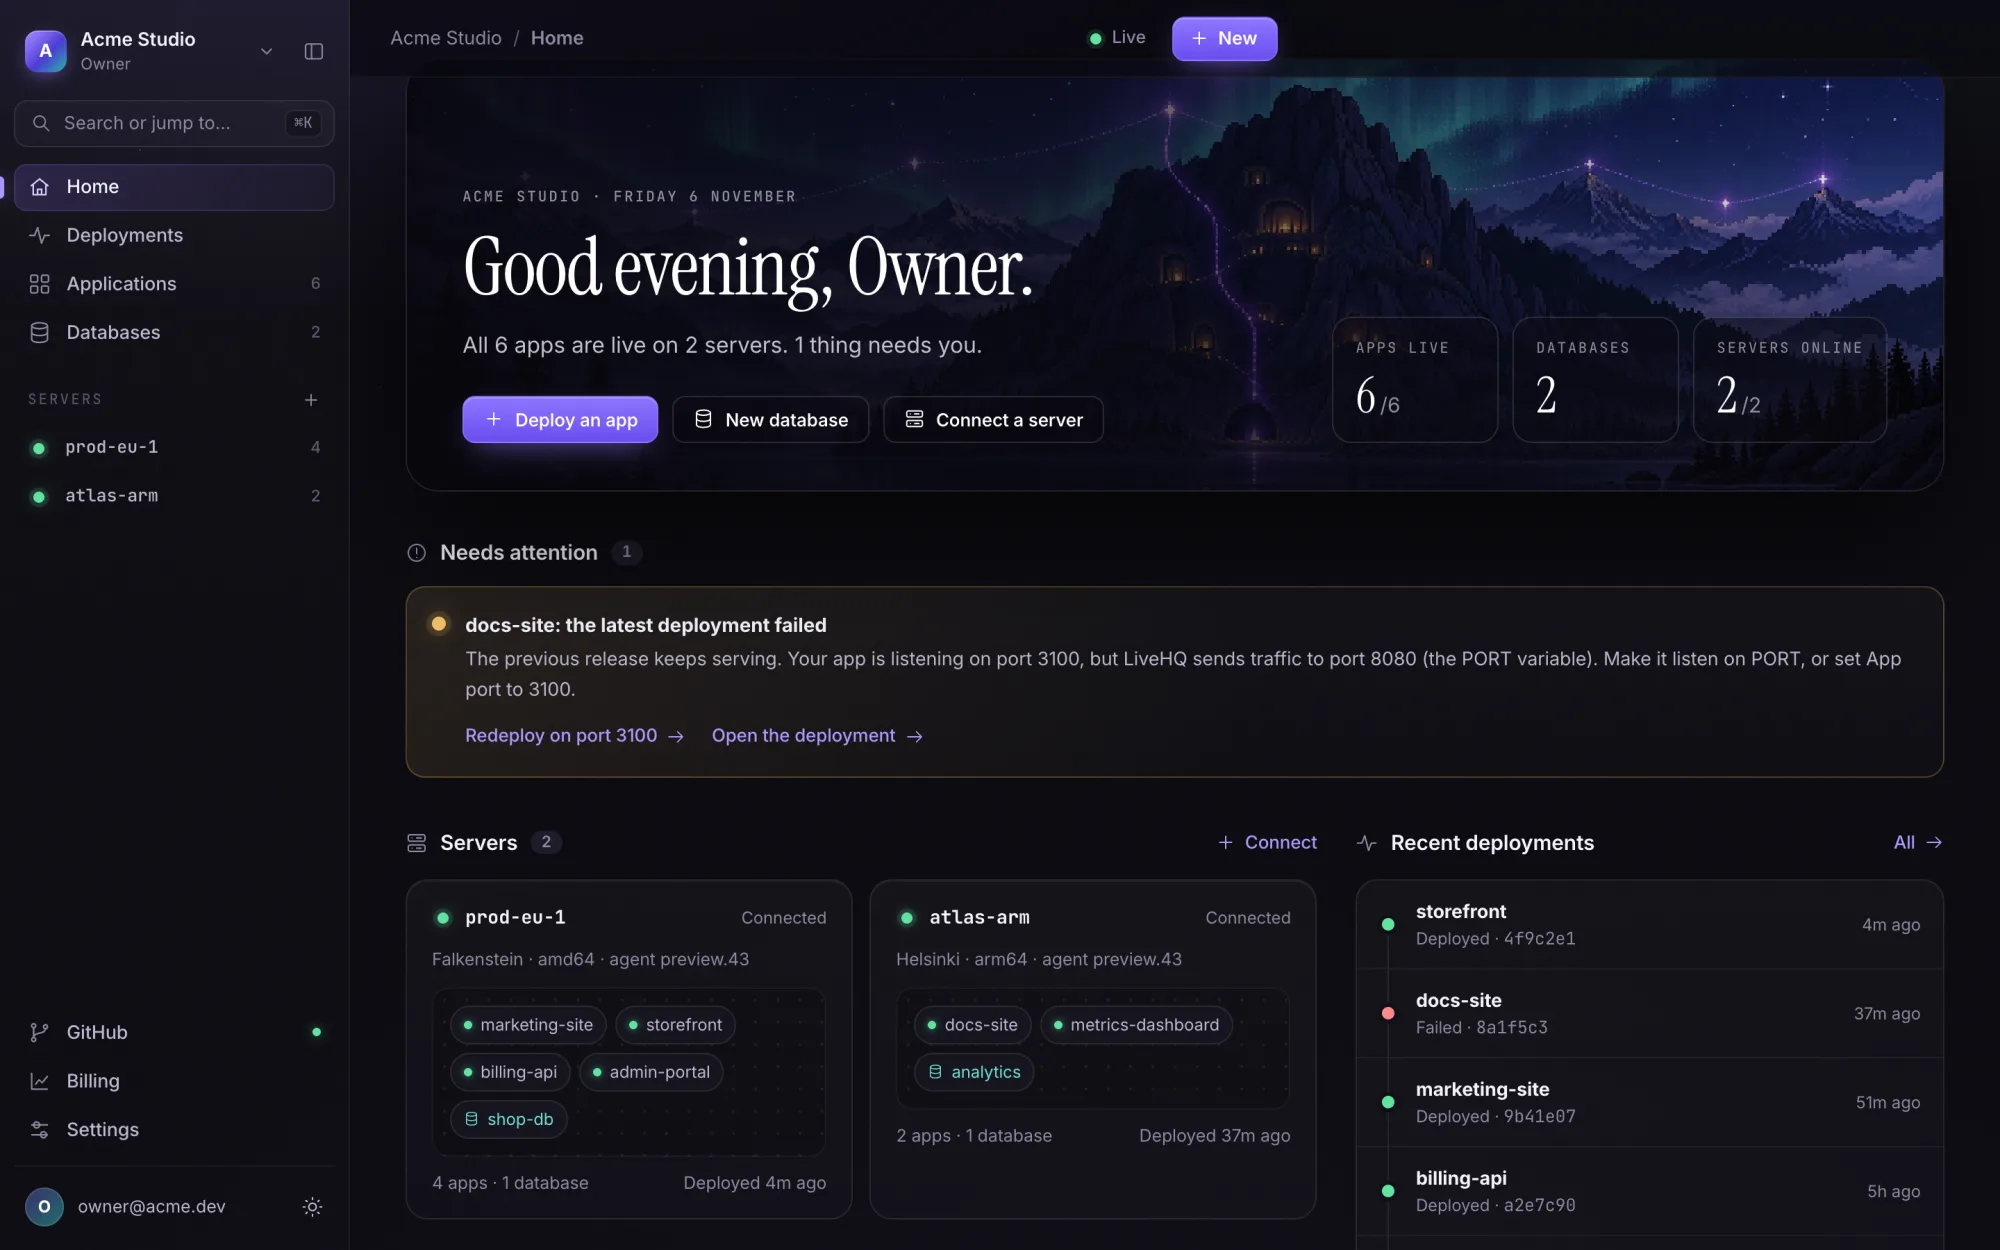 A
Acme Studio
Owner
Search or jump to...
⌘K
Home
Deployments
Applications 6
Databases 2
SERVERS
prod-eu-1 4
atlas-arm 2
GitHub
Billing
Settings
O
owner@acme.dev
Acme Studio / Home
Live
+ New
ACME STUDIO · FRIDAY 6 NOVEMBER
Good evening, Owner.
All 6 apps are live on 2 servers. 1 thing needs you.
+ Deploy an app
New database
Connect a server
APPS LIVE
6/6
DATABASES
2
SERVERS ONLINE
2/2
Needs attention 1
docs-site: the latest deployment failed
The previous release keeps serving. Your app is listening on port 3100, but LiveHQ sends traffic to port 8080 (the PORT variable). Make it listen on PORT, or set App
port to 3100.
Redeploy on port 3100 →
Open the deployment →
Servers 2
+ Connect
prod-eu-1 Connected
Falkenstein · amd64 · agent preview.43
marketing-site storefront
billing-api admin-portal
shop-db
4 apps · 1 database Deployed 4m ago
atlas-arm Connected
Helsinki · arm64 · agent preview.43
docs-site metrics-dashboard
analytics
2 apps · 1 database Deployed 37m ago
Recent deployments
All →
storefront
Deployed · 4f9c2e1
4m ago
docs-site
Failed · 8a1f5c3
37m ago
marketing-site
Deployed · 9b41e07
51m ago
billing-api
Deployed · a2e7c90
5h ago